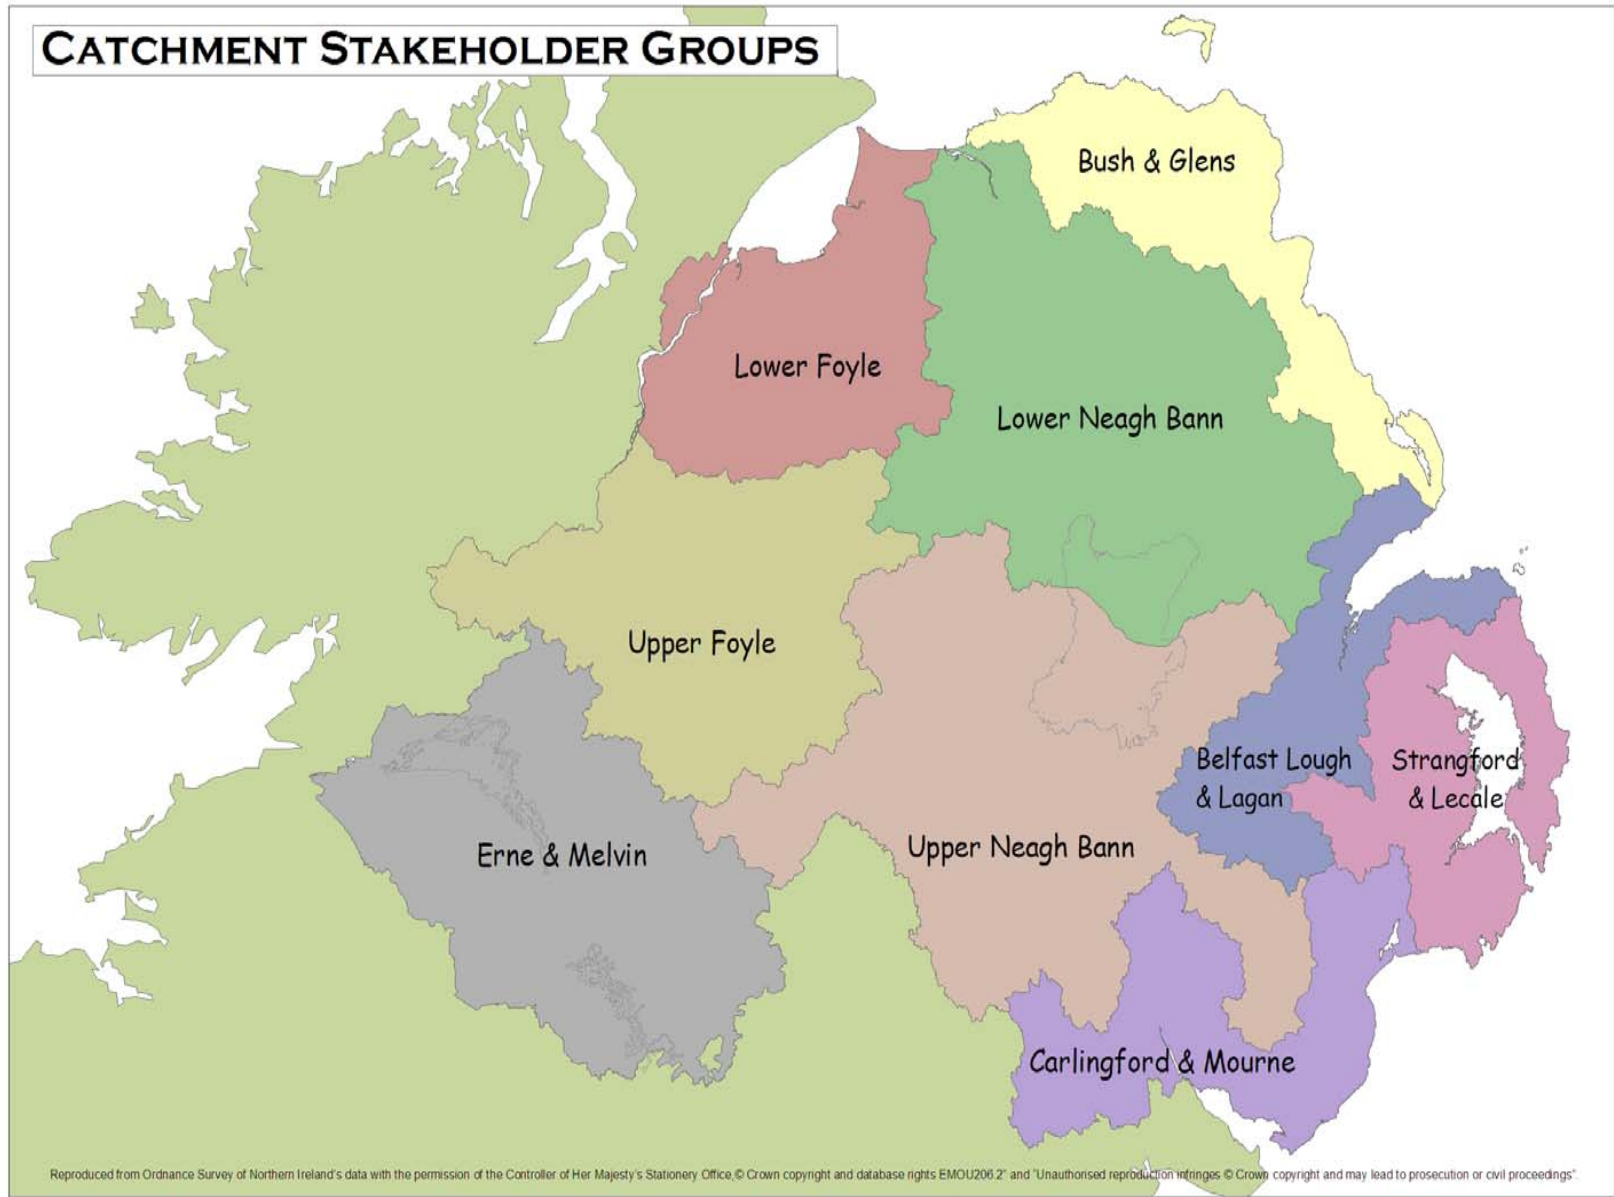 CATCHMENT STAKEHOLDER GROUPS
Bush & Glens
Lower Foyle
Lower Neagh Bann
Upper Foyle
Belfast Lough
& Lagan
Strangford
& Lecale
Erne & Melvin
Upper Neagh Bann
Carlingford & Mourne
Reproduced from Ordnance Survey of Northern Ireland's data with the permission of the Controller of Her Majesty's Stationery Office,© Crown copyright and database rights EMOU206.2" and "Unauthorised reproduction infringes © Crown copyright and may lead to prosecution or civil proceedings".